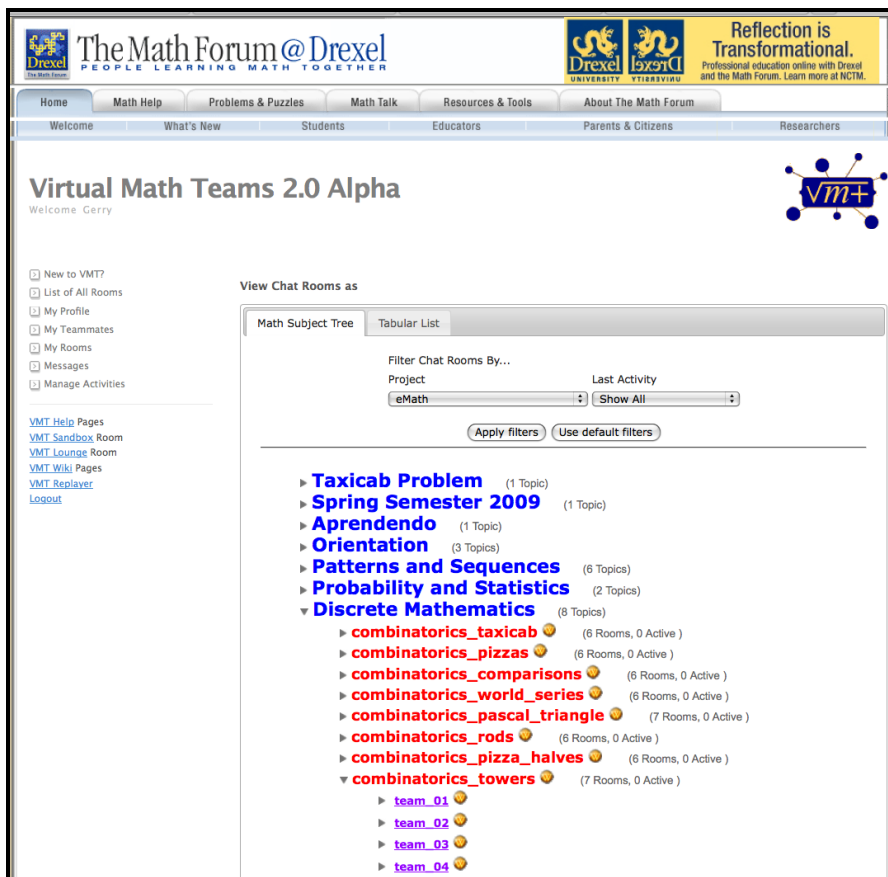 Drexel
The Math Forum
The Math Forum @ Drexel
PEOPLE LEARNING MATH TOGETHER
Drexel
UNIVERSITY
Drexel
UNIVERSITY
Reflection is
Transformational.
Professional education online with Drexel
and the Math Forum. Learn more at NCTM.
Home Math Help Problems & Puzzles Math Talk Resources & Tools About The Math Forum
Welcome What's New Students Educators Parents & Citizens Researchers
Virtual Math Teams 2.0 Alpha
Welcome Gerry
√m+
New to VMT?
List of All Rooms
My Profile
My Teammates
My Rooms
Messages
Manage Activities
VMT Help Pages
VMT Sandbox Room
VMT Lounge Room
VMT Wiki Pages
VMT Replayer
Logout
View Chat Rooms as
Math Subject Tree Tabular List
Filter Chat Rooms By...
Project Last Activity
eMath Show All
Apply filters Use default filters
Taxicab Problem (1 Topic)
Spring Semester 2009 (1 Topic)
Aprendendo (1 Topic)
Orientation (3 Topics)
Patterns and Sequences (6 Topics)
Probability and Statistics (2 Topics)
Discrete Mathematics (8 Topics)
combinatorics_taxicab (6 Rooms, 0 Active )
combinatorics_pizzas (6 Rooms, 0 Active )
combinatorics_comparisons (6 Rooms, 0 Active )
combinatorics_world_series (6 Rooms, 0 Active )
combinatorics_pascal_triangle (7 Rooms, 0 Active )
combinatorics_rods (6 Rooms, 0 Active )
combinatorics_pizza_halves (6 Rooms, 0 Active )
combinatorics_towers (7 Rooms, 0 Active )
team_01
team_02
team_03
team_04